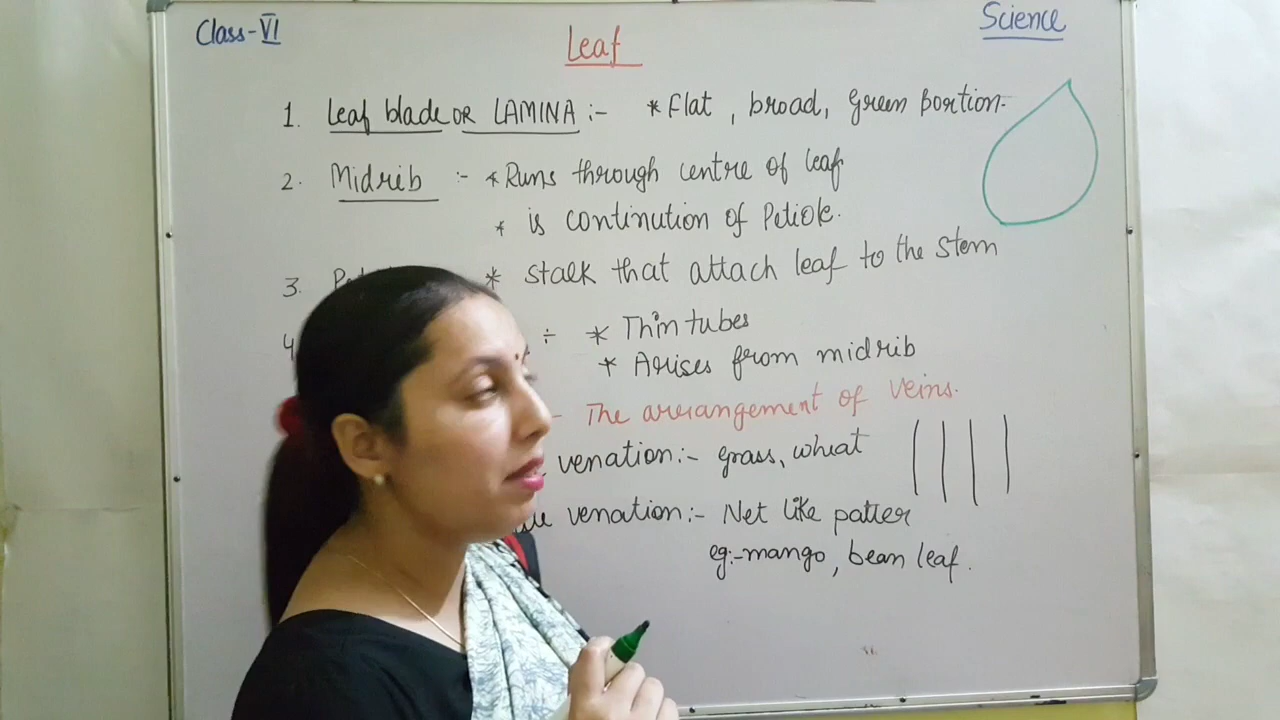 Class-VI
Leaf
Science
1. Leaf blade OR LAMINA :- * Flat, broad, Green Portion.
2. Midrib :- * Runs through centre of leaf
* is continution of Petiole.
3. * Stalk that attach leaf to the Stem
4 ÷ * Thin tubes
* Arises from midrib
- The arrangement of veins.
venation:- grass, wheat
venation:- Net like patter
eg:- mango, bean leaf.